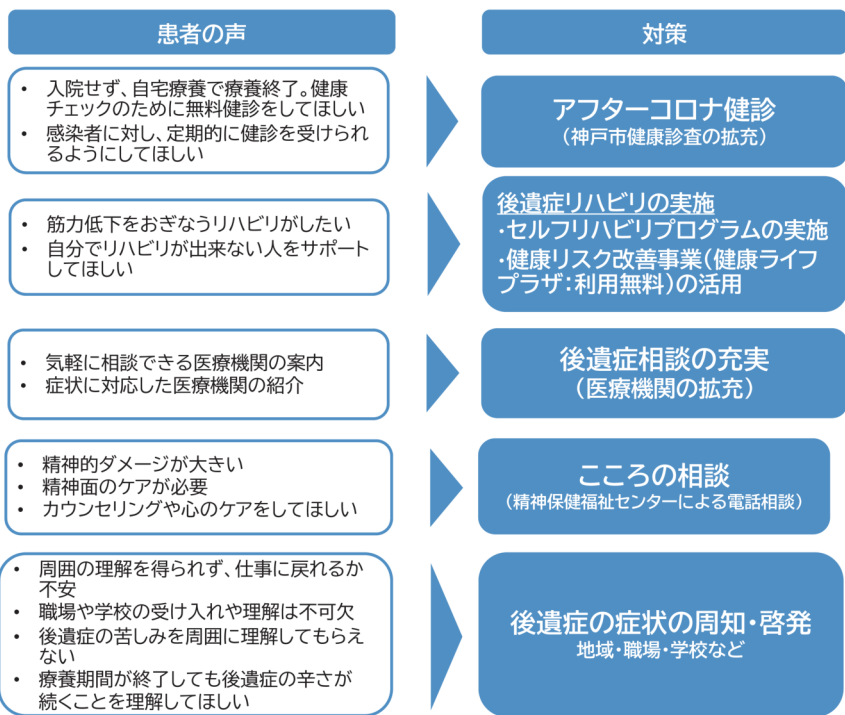 患者の声
対策
・ 入院せず、自宅療養で療養終了。健康
チェックのために無料健診をしてほしい
・ 感染者に対し、定期的に健診を受けられ
るようにしてほしい
アフターコロナ健診
(神戸市健康診査の拡充)
・ 筋力低下をおぎなうリハビリがしたい
・ 自分でリハビリが出来ない人をサポート
してほしい
後遺症リハビリの実施
・セルフリハビリプログラムの実施
・健康リスク改善事業(健康ライフ
プラザ:利用無料)の活用
・ 気軽に相談できる医療機関の案内
・ 症状に対応した医療機関の紹介
後遺症相談の充実
(医療機関の拡充)
・ 精神的ダメージが大きい
・ 精神面のケアが必要
・ カウンセリングや心のケアをしてほしい
こころの相談
(精神保健福祉センターによる電話相談)
・ 周囲の理解を得られず、仕事に戻れるか
不安
・ 職場や学校の受け入れや理解は不可欠
・ 後遺症の苦しみを周囲に理解してもらえ
ない
・ 療養期間が終了しても後遺症の辛さが
続くことを理解してほしい
後遺症の症状の周知・啓発
地域・職場・学校など